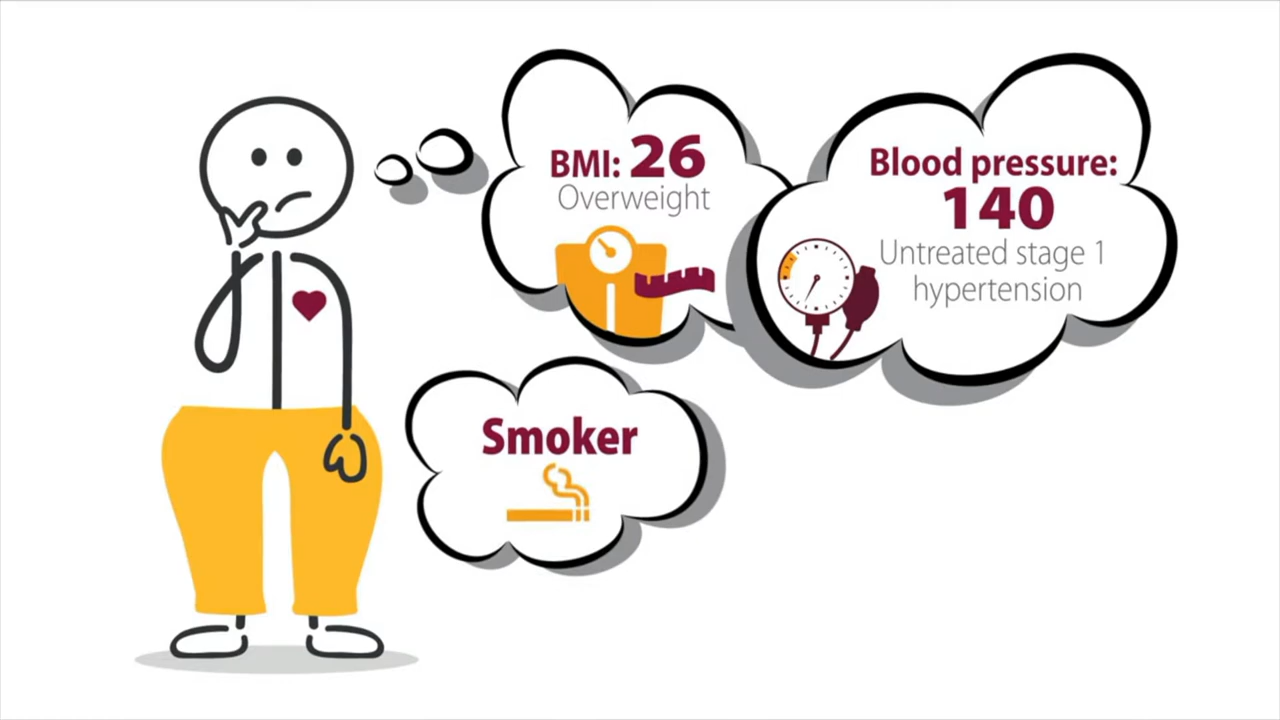 BMI: 26
Overweight
Blood pressure:
140
Untreated stage 1
hypertension
Smoker